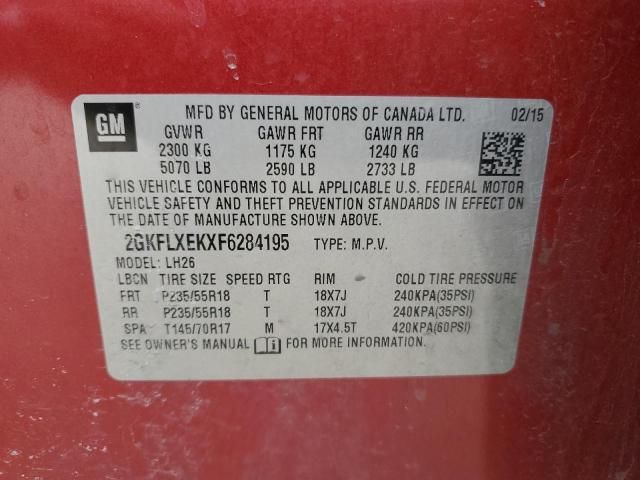 GM ®
MFD BY GENERAL MOTORS OF CANADA LTD. 02/15
GVWR GAWR FRT GAWR RR
2300 KG 1175 KG 1240 KG
5070 LB 2590 LB 2733 LB
THIS VEHICLE CONFORMS TO ALL APPLICABLE U.S. FEDERAL MOTOR
VEHICLE SAFETY AND THEFT PREVENTION STANDARDS IN EFFECT ON
THE DATE OF MANUFACTURE SHOWN ABOVE.
2GKFLXEKXF6284195 TYPE: M.P.V.
MODEL: LH26
LBCN TIRE SIZE SPEED RTG RIM COLD TIRE PRESSURE
FRT P235/55R18 T 18X7J 240KPA(35PSI)
RR P235/55R18 T 18X7J 240KPA(35PSI)
SPA T145/70R17 M 17X4.5T 420KPA(60PSI)
SEE OWNER'S MANUAL FOR MORE INFORMATION.